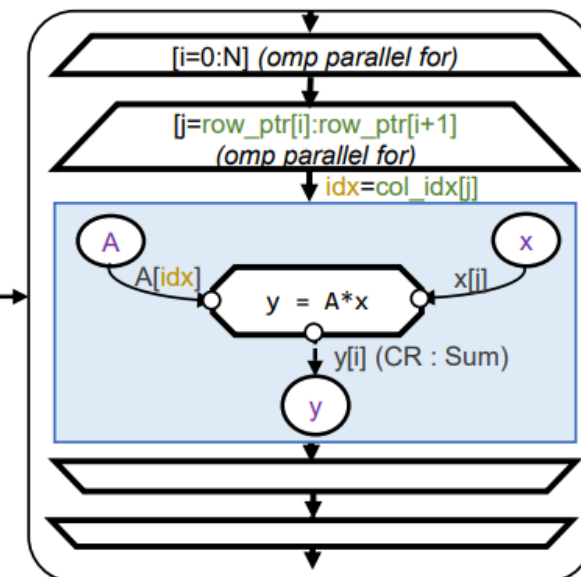 [i=0:N] (omp parallel for)
[j=row_ptr[i]:row_ptr[i+1]
(omp parallel for)
idx=col_idx[j]
A
x
A[idx]
x[j]
y = A*x
y[i] (CR : Sum)
y